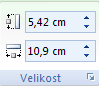 5,42 cm
10,9 cm
Velikost